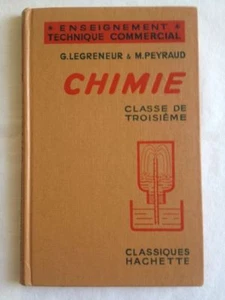 ★ ENSEIGNEMENT ★
TECHNIQUE COMMERCIAL
G. LEGRENEUR & M. PEYRAUD
CHIMIE
CLASSE DE
TROISIÈME
CLASSIQUES
HACHETTE